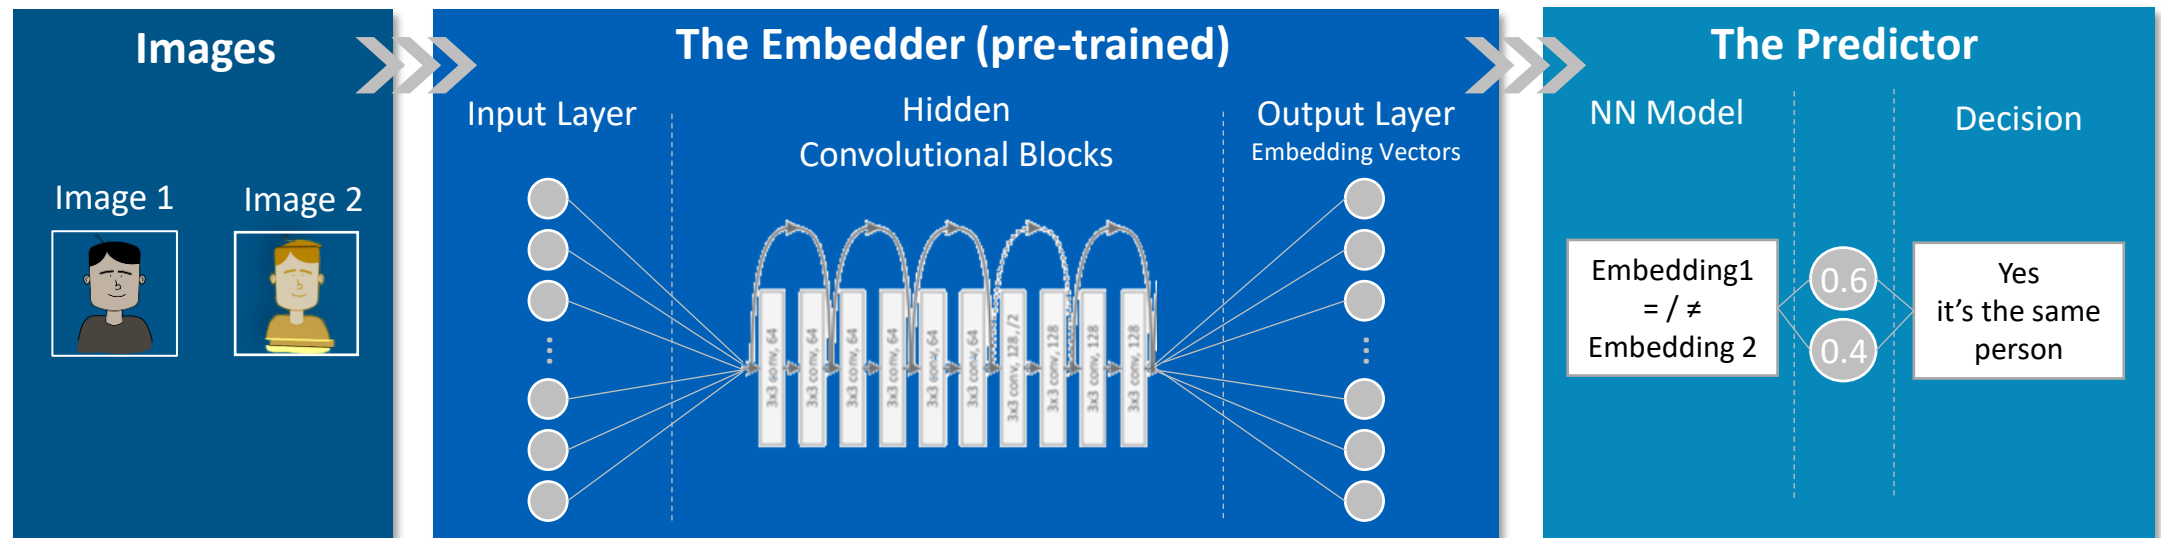 Images
Image 1
Image 2
The Embedder (pre-trained)
Input Layer
Hidden
Convolutional Blocks
Output Layer
Embedding Vectors
3x3 conv, 64
3x3 conv, 64
3x3 conv, 64
3x3 conv, 64
3x3 conv, 64
3x3 conv, 64
3x3 conv, 128, /2
3x3 conv, 128
3x3 conv, 128
3x3 conv, 128
The Predictor
NN Model
Decision
Embedding1
= / ≠
Embedding 2
0.6
0.4
Yes
it’s the same
person